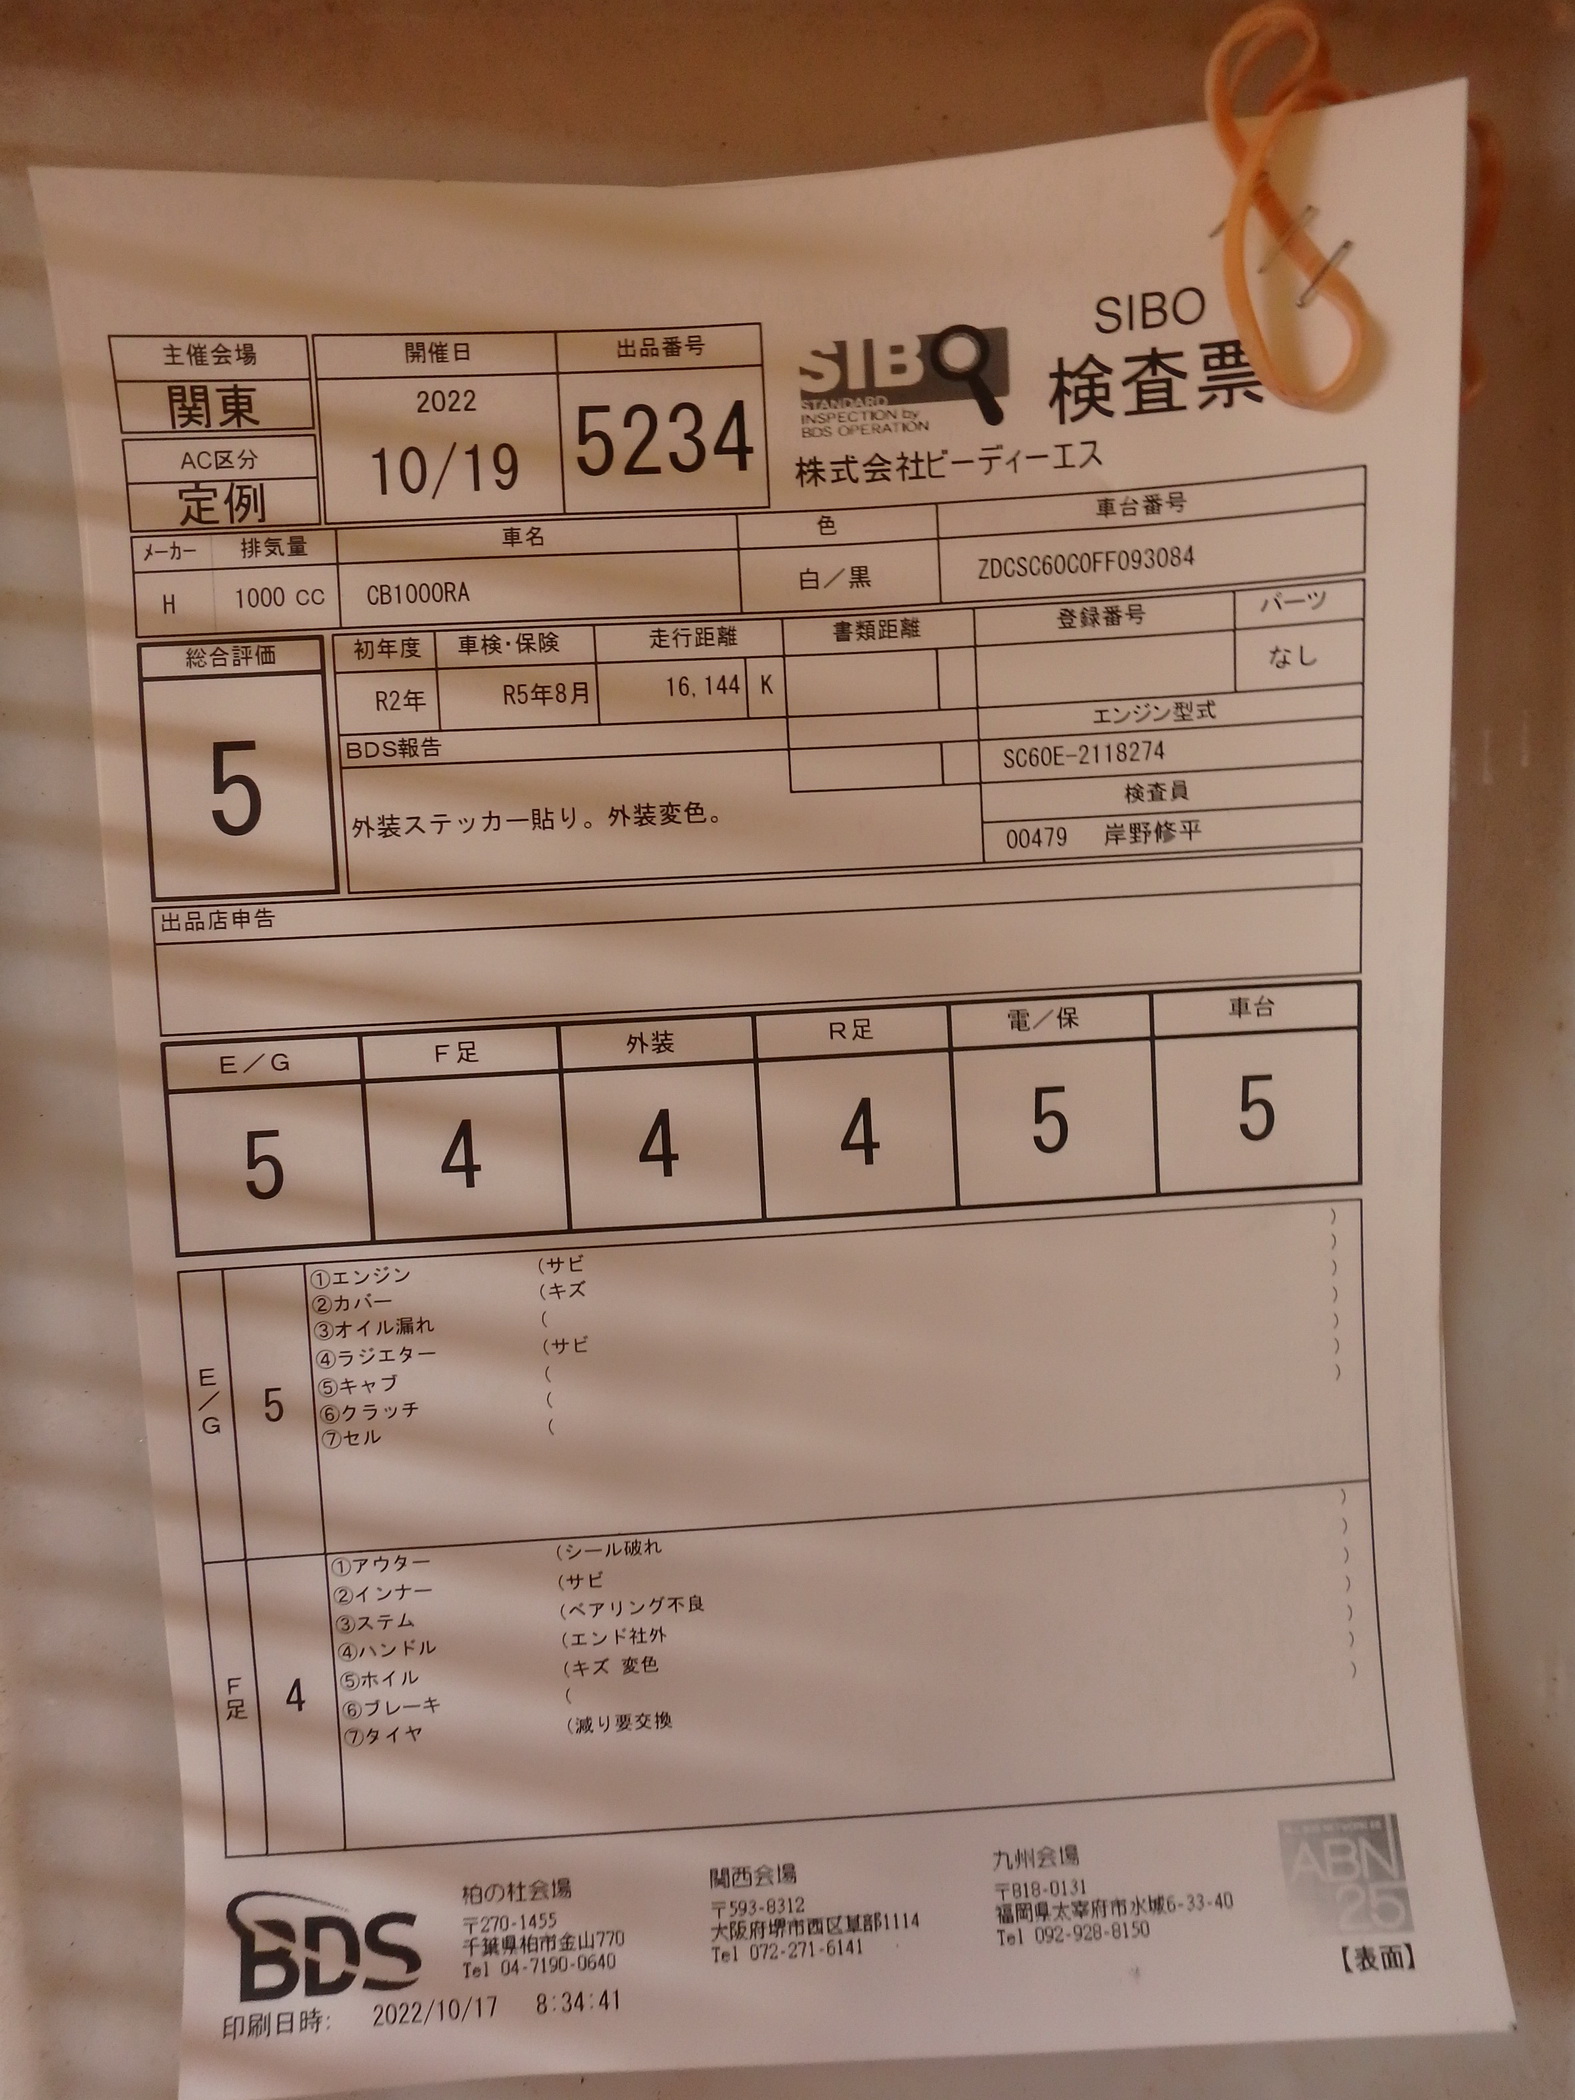 主催会場
関東
AC区分
定例
開催日
2022
10/19
出品番号
5234
SIBO
STANDARD
INSPECTION by
BDS OPERATION
SIBO
検査票
株式会社ビーディーエス
メーカー 排気量 車名 色 車台番号
H 1000 CC CB1000RA 白／黒 ZDCSC60C0FF093084
総合評価
5
初年度 車検・保険 走行距離 書類距離 登録番号 パーツ
R2年 R5年8月 16,144 K なし
BDS報告
外装ステッカー貼り。外装変色。
エンジン型式
SC60E-2118274
検査員
00479 岸野修平
出品店申告
E／G F足 外装 R足 電／保 車台
5 4 4 4 5 5
E／G 5
①エンジン (サビ )
②カバー (キズ )
③オイル漏れ ( )
④ラジエター (サビ )
⑤キャブ ( )
⑥クラッチ ( )
⑦セル ( )
F足 4
①アウター (シール破れ )
②インナー (サビ )
③ステム (ベアリング不良 )
④ハンドル (エンド社外 )
⑤ホイル (キズ 変色 )
⑥ブレーキ ( )
⑦タイヤ (減り要交換 )
BDS
柏の杜会場
〒270-1455
千葉県柏市金山770
Tel 04-7190-0640
関西会場
〒593-8312
大阪府堺市西区草部1114
Tel 072-271-6141
九州会場
〒818-0131
福岡県太宰府市水城6-33-40
Tel 092-928-8150
ABN
25
【表面】
印刷日時: 2022/10/17 8:34:41